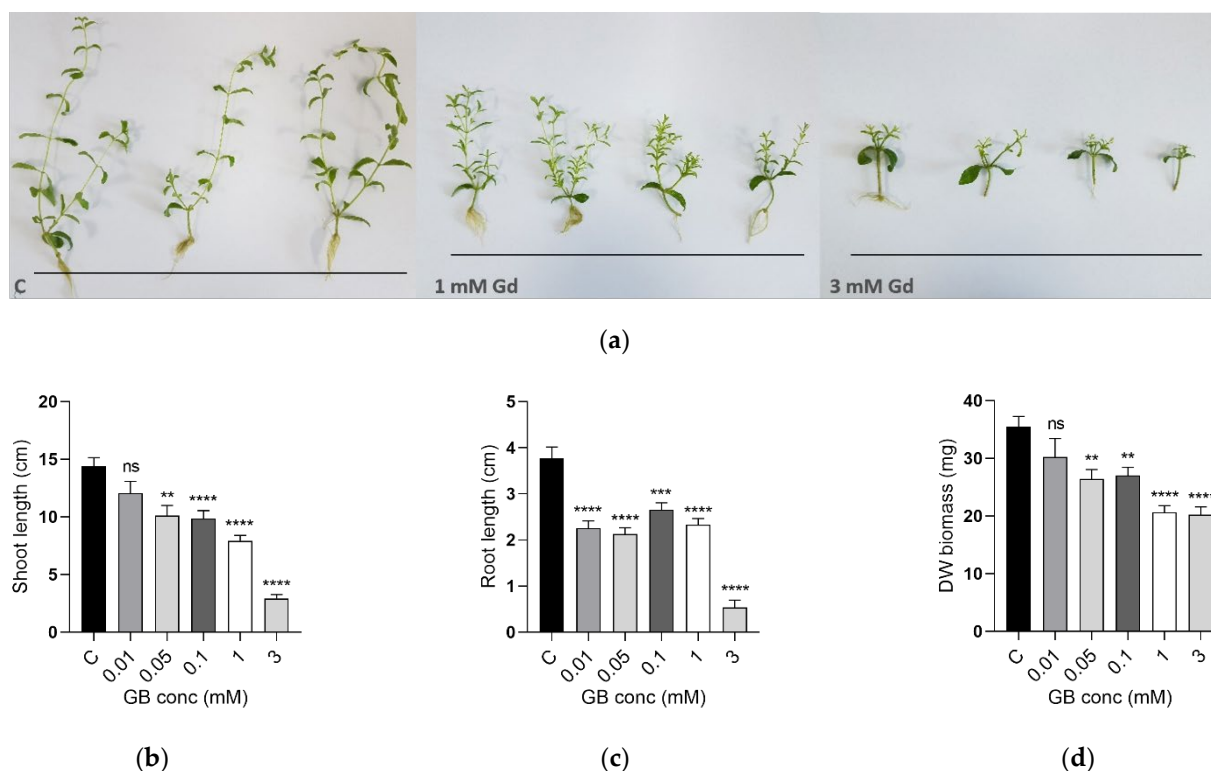 C
1 mM Gd
3 mM Gd
(a)
Shoot length (cm)
20
15
10
5
0
ns
**
****
****
****
C
0.01
0.05
0.1
1
3
GB conc (mM)
(b)
Root length (cm)
5
4
3
2
1
0
****
****
***
****
****
C
0.01
0.05
0.1
1
3
GB conc (mM)
(c)
DW biomass (mg)
40
30
20
10
0
ns
**
**
****
****
C
0.01
0.05
0.1
1
3
GB conc (mM)
(d)